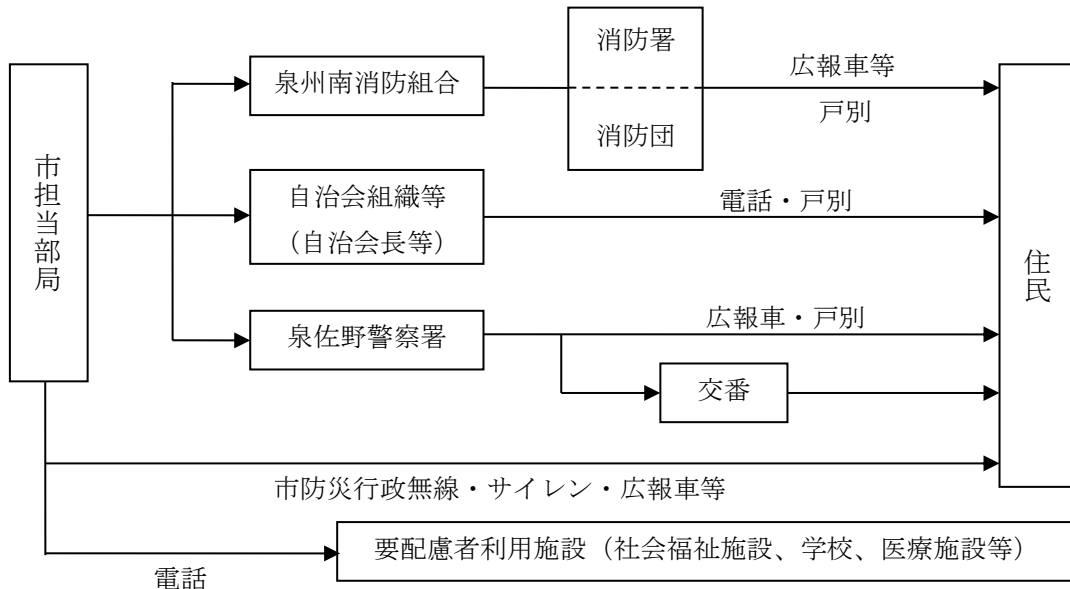 市担当部局
泉州南消防組合
消防署
消防団
広報車等
戸別
自治会組織等
（自治会長等）
電話・戸別
泉佐野警察署
広報車・戸別
交番
住民
市防災行政無線・サイレン・広報車等
要配慮者利用施設（社会福祉施設、学校、医療施設等）
電話